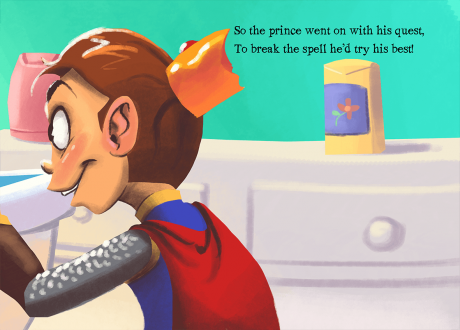 So the prince went on with his quest,
To break the spell he'd try his best!